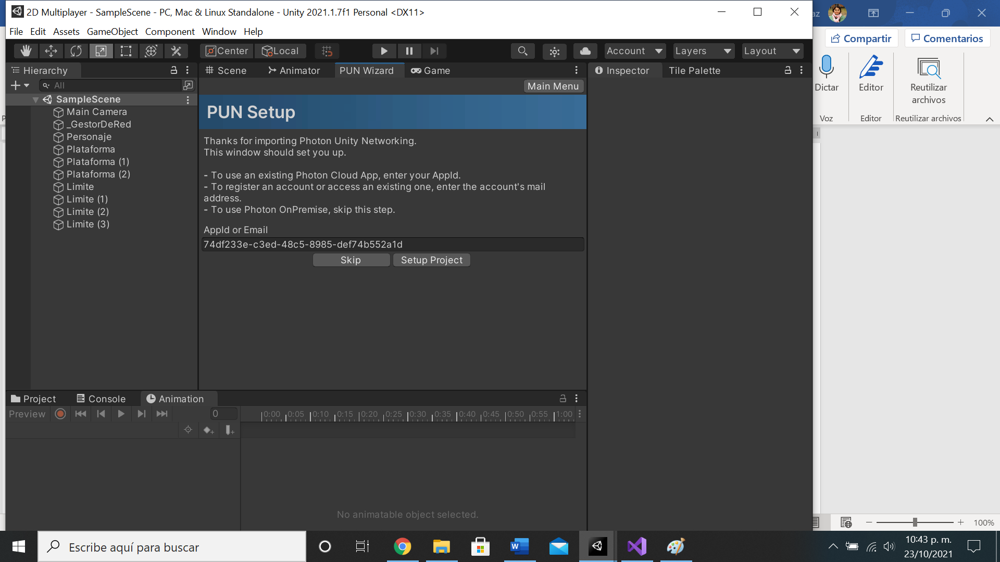 2D Multiplayer - SampleScene - PC, Mac & Linux Standalone - Unity 2021.1.7f1 Personal <DX11>
az
File Edit Assets GameObject Component Window Help
Compartir
Comentarios
Center
Local
Account
Layers
Layout
Hierarchy
Scene
Animator
PUN Wizard
Game
Inspector
Tile Palette
All
Main Menu
Dictar
Editor
Reutilizar
archivos
Voz
Editor
Reutilizar archivos
SampleScene
Main Camera
_GestorDeRed
Personaje
Plataforma
Plataforma (1)
Plataforma (2)
Limite
Limite (1)
Limite (2)
Limite (3)
PUN Setup
Thanks for importing Photon Unity Networking.
This window should set you up.
- To use an existing Photon Cloud App, enter your AppId.
- To register an account or access an existing one, enter the account's mail
address.
- To use Photon OnPremise, skip this step.
AppId or Email
74df233e-c3ed-48c5-8985-def74b552a1d
Skip
Setup Project
Project
Console
Animation
Preview
0
0:00 0:05 0:10 0:15 0:20 0:25 0:30 0:35 0:40 0:45 0:50 0:55 1:00
No animatable object selected.
100%
Escribe aquí para buscar
10:43 p. m.
23/10/2021